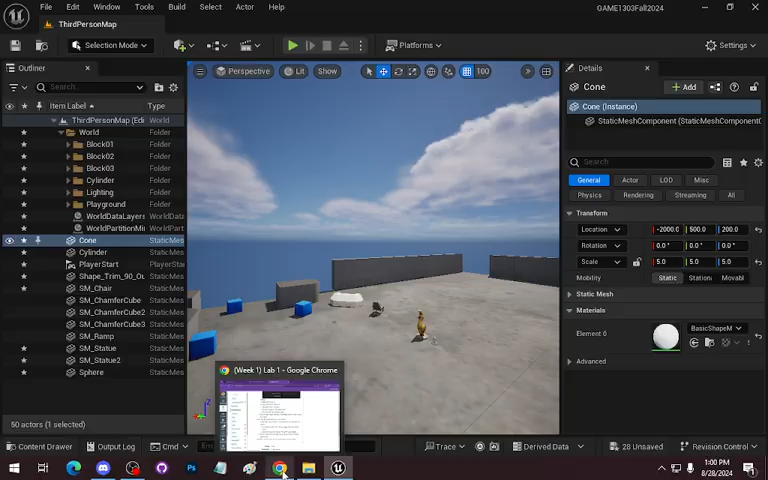 File Edit Window Tools Build Select Actor Help GAME1303Fall2024
ThirdPersonMap
Selection Mode Platforms Settings
Outliner
Search...
Item Label Type
ThirdPersonMap (Edi World
World Folder
Block01 Folder
Block02 Folder
Block03 Folder
Cylinder Folder
Lighting Folder
Playground Folder
WorldDataLayers WorldData
WorldPartitionMi WorldPart
Cone StaticMes
Cylinder StaticMes
PlayerStart PlayerSta
Shape_Trim_90_Ou StaticMes
SM_Chair StaticMes
SM_ChamferCube StaticMes
SM_ChamferCube2 StaticMes
SM_ChamferCube3 StaticMes
SM_Ramp StaticMes
SM_Statue StaticMes
SM_Statue2 StaticMes
Sphere StaticMes
50 actors (1 selected)
Perspective Lit Show 100
(Week 1) Lab 1 - Google Chrome
Details
Cone Add
Cone (Instance)
StaticMeshComponent (StaticMeshComponent0
Search
General Actor LOD Misc
Physics Rendering Streaming All
Transform
Location -2000.0 500.0 200.0
Rotation 0.0 ° 0.0 ° 0.0 °
Scale 5.0 5.0 5.0
Mobility Static Station Movabl
Static Mesh
Materials
Element 0 BasicShapeM
Advanced
Content Drawer Output Log Cmd Trace Derived Data 28 Unsaved Revision Control
1:00 PM
8/28/2024